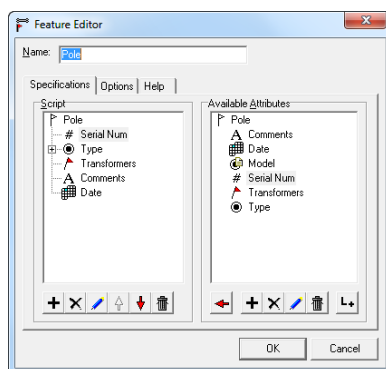 Feature Editor
Name: Pole
Specifications Options Help
Script
Pole
# Serial Num
Type
Transformers
A Comments
Date
Available Attributes
Pole
A Comments
Date
Model
# Serial Num
Transformers
Type
OK Cancel